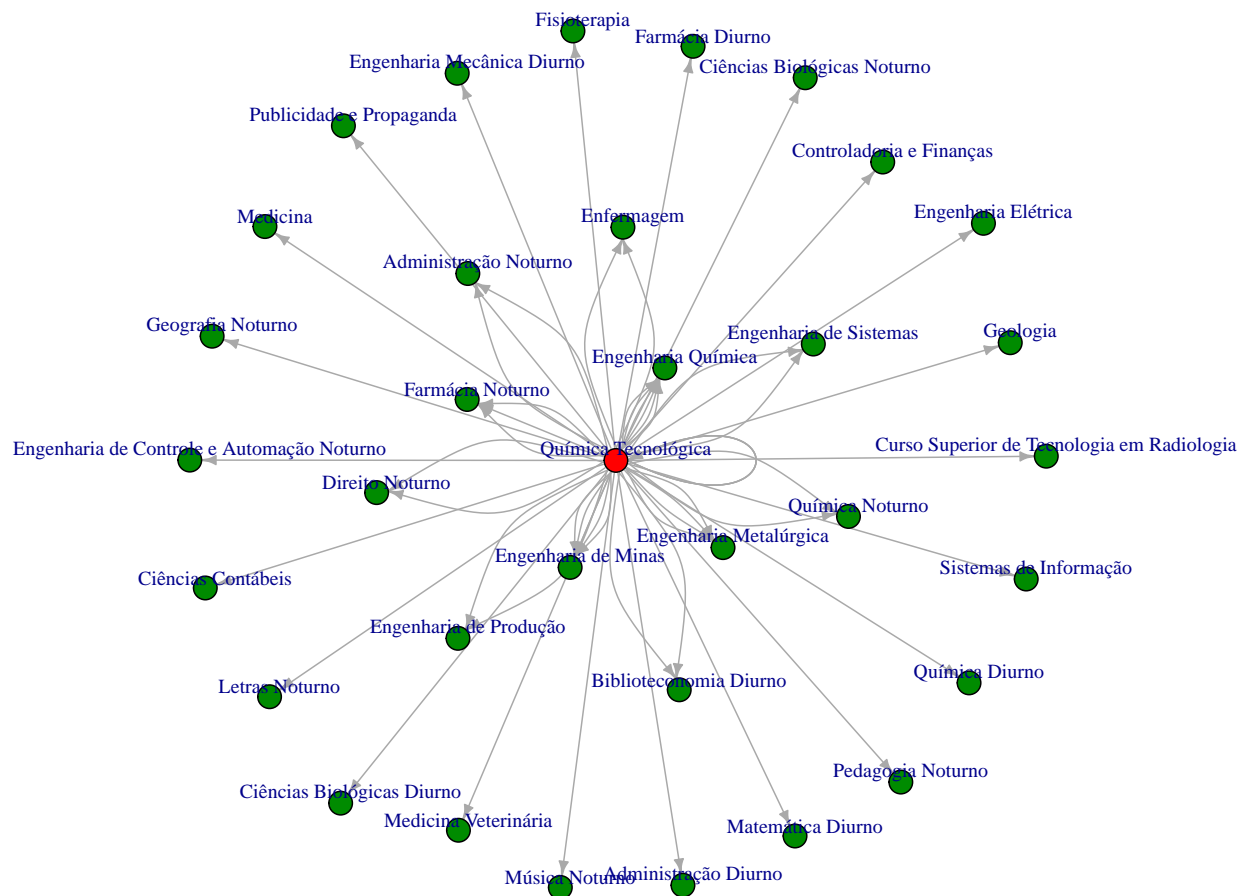 Fisioterapia
Farmácia Diurno
Engenharia Mecânica Diurno
Ciências Biológicas Noturno
Publicidade e Propaganda
Controladoria e Finanças
Medicina
Enfermagem
Engenharia Elétrica
Administração Noturno
Geografia Noturno
Engenharia de Sistemas
Geologia
Engenharia Química
Farmácia Noturno
Engenharia de Controle e Automação Noturno
Química Tecnológica
Curso Superior de Tecnologia em Radiologia
Direito Noturno
Química Noturno
Engenharia Metalúrgica
Engenharia de Minas
Sistemas de Informação
Ciências Contábeis
Engenharia de Produção
Química Diurno
Letras Noturno
Biblioteconomia Diurno
Pedagogia Noturno
Ciências Biológicas Diurno
Medicina Veterinária
Matemática Diurno
Música Noturno
Administração Diurno